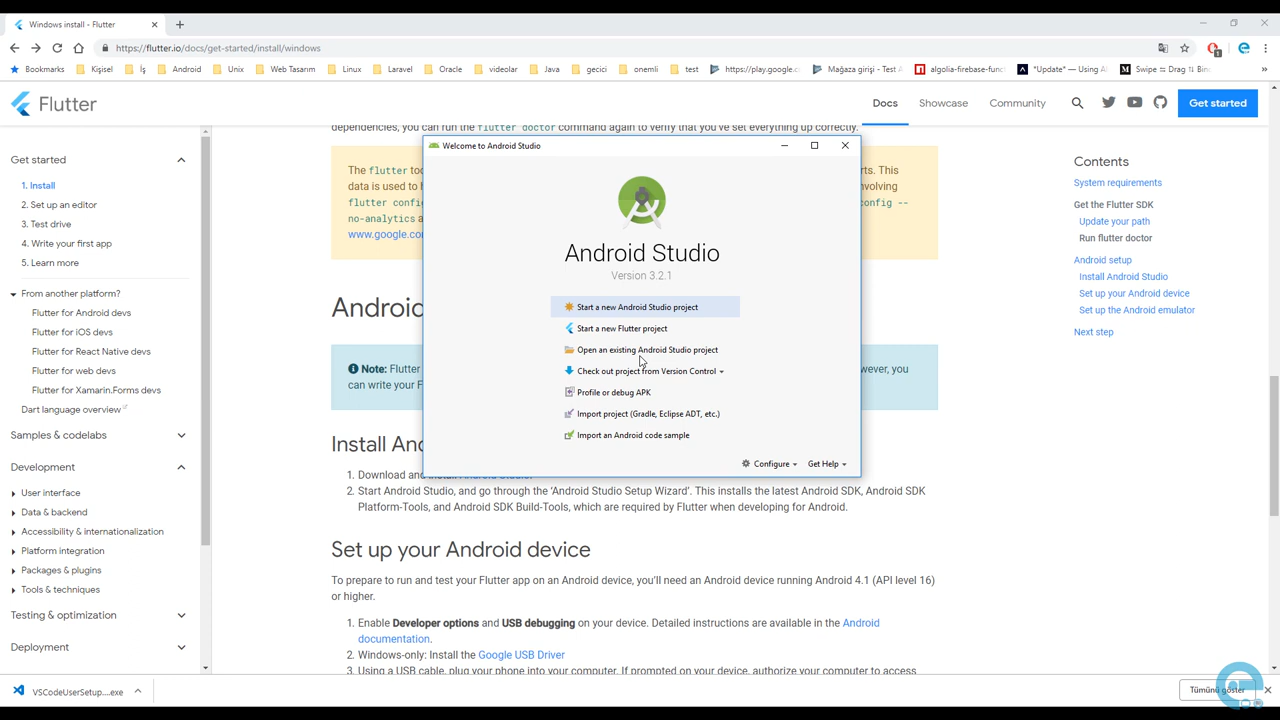 Windows install - Flutter
https://flutter.io/docs/get-started/install/windows
Bookmarks
Kişisel
İş
Android
Unix
Web Tasarım
Linux
Laravel
Oracle
videolar
Java
gecici
onemli
test
https://play.google.c
Mağaza girişi - Test A
algolia-firebase-func
*Update* — Using Al
Swipe ⇆ Drag ⇅ Bin
»
Flutter
Docs
Showcase
Community
Get started
Get started
1. Install
2. Set up an editor
3. Test drive
4. Write your first app
5. Learn more
From another platform?
Flutter for Android devs
Flutter for iOS devs
Flutter for React Native devs
Flutter for web devs
Flutter for Xamarin.Forms devs
Dart language overview
Samples & codelabs
Development
User interface
Data & backend
Accessibility & internationalization
Platform integration
Packages & plugins
Tools & techniques
Testing & optimization
Deployment
dependencies, you can run the flutter doctor command again to verify that you've set everything up correctly.
The flutter too rts. This
data is used to h nvolving
flutter config config --
no-analytics a
www.google.co
Android
Note: Flutter wever, you
can write your F
Install An
1. Download and install Android Studio.
2. Start Android Studio, and go through the 'Android Studio Setup Wizard'. This installs the latest Android SDK, Android SDK
Platform-Tools, and Android SDK Build-Tools, which are required by Flutter when developing for Android.
Set up your Android device
To prepare to run and test your Flutter app on an Android device, you'll need an Android device running Android 4.1 (API level 16)
or higher.
1. Enable Developer options and USB debugging on your device. Detailed instructions are available in the Android
documentation.
2. Windows-only: Install the Google USB Driver
3. Using a USB cable, plug your phone into your computer. If prompted on your device, authorize your computer to access
Welcome to Android Studio
Android Studio
Version 3.2.1
Start a new Android Studio project
Start a new Flutter project
Open an existing Android Studio project
Check out project from Version Control
Profile or debug APK
Import project (Gradle, Eclipse ADT, etc.)
Import an Android code sample
Configure
Get Help
Contents
System requirements
Get the Flutter SDK
Update your path
Run flutter doctor
Android setup
Install Android Studio
Set up your Android device
Set up the Android emulator
Next step
VSCodeUserSetup....exe
Tümünü göster